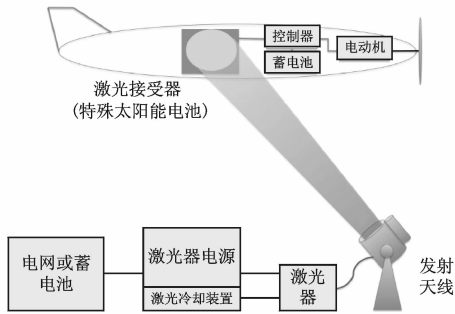 控制器
蓄电池
电动机
激光接受器
(特殊太阳能电池)
电网或蓄
电池
激光器电源
激光冷却装置
激光
器
发射
天线